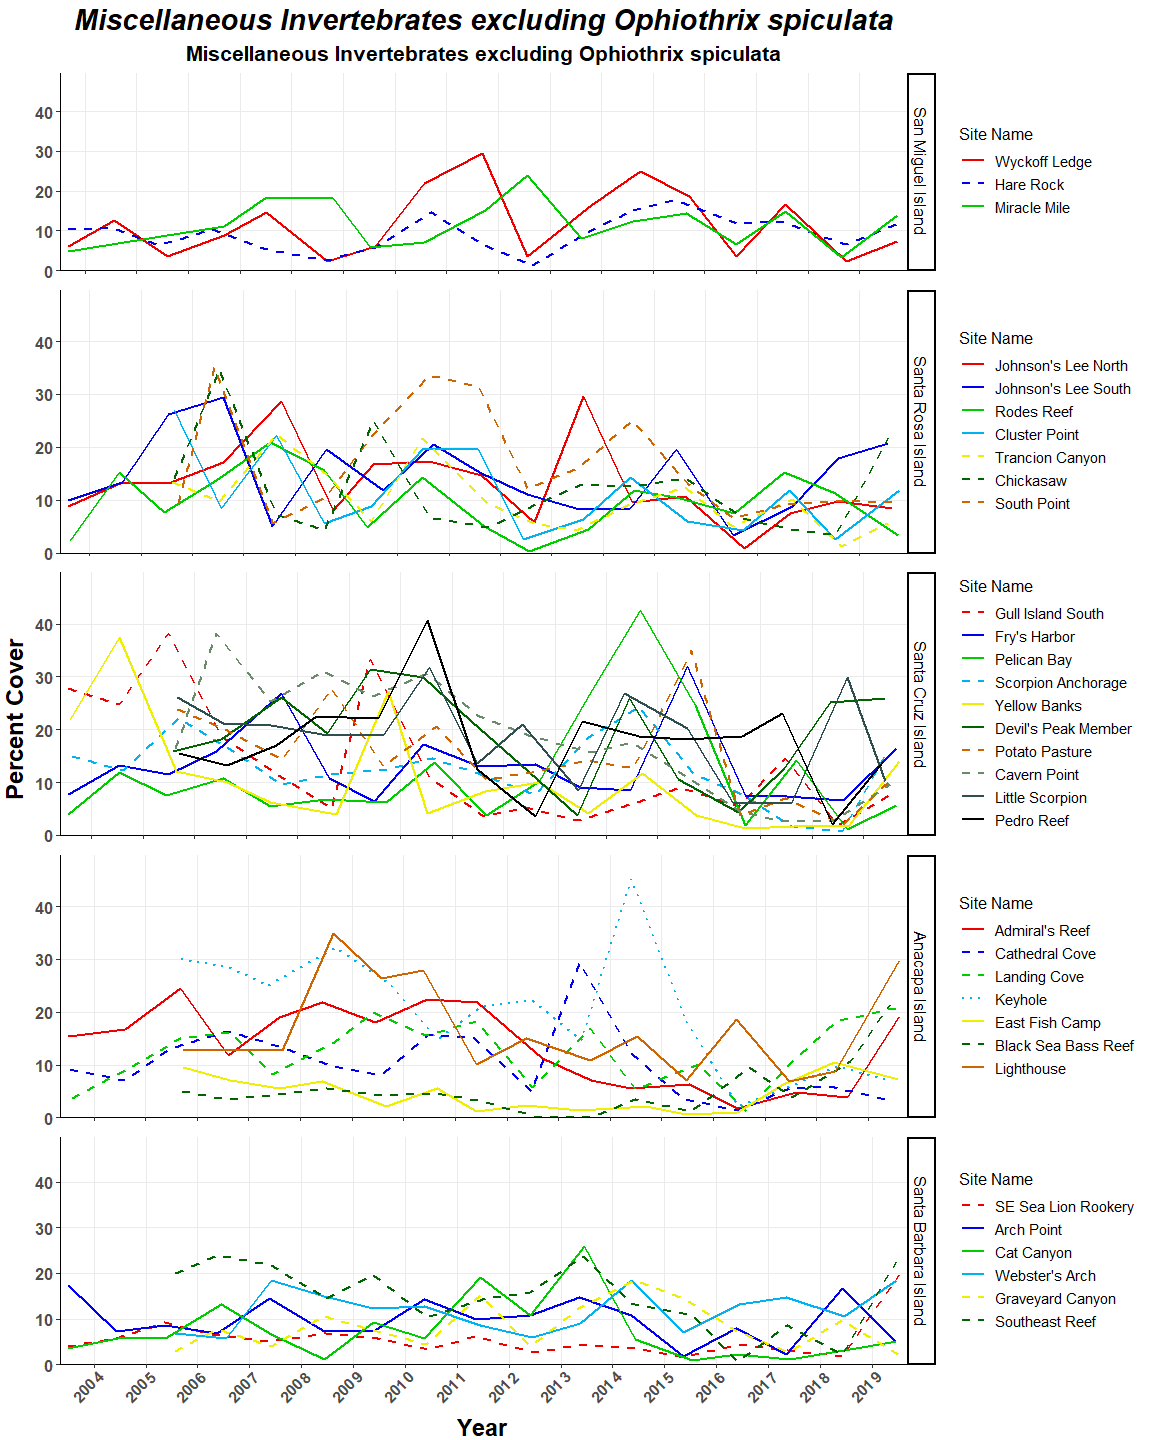 Miscellaneous Invertebrates excluding Ophiothrix spiculata
Miscellaneous Invertebrates excluding Ophiothrix spiculata
Percent Cover
40
30
20
10
0
San Miguel Island
Site Name
Wyckoff Ledge
Hare Rock
Miracle Mile
40
30
20
10
0
Santa Rosa Island
Site Name
Johnson's Lee North
Johnson's Lee South
Rodes Reef
Cluster Point
Trancion Canyon
Chickasaw
South Point
40
30
20
10
0
Santa Cruz Island
Site Name
Gull Island South
Fry's Harbor
Pelican Bay
Scorpion Anchorage
Yellow Banks
Devil's Peak Member
Potato Pasture
Cavern Point
Little Scorpion
Pedro Reef
40
30
20
10
0
Anacapa Island
Site Name
Admiral's Reef
Cathedral Cove
Landing Cove
Keyhole
East Fish Camp
Black Sea Bass Reef
Lighthouse
40
30
20
10
0
Santa Barbara Island
Site Name
SE Sea Lion Rookery
Arch Point
Cat Canyon
Webster's Arch
Graveyard Canyon
Southeast Reef
2004
2005
2006
2007
2008
2009
2010
2011
2012
2013
2014
2015
2016
2017
2018
2019
Year